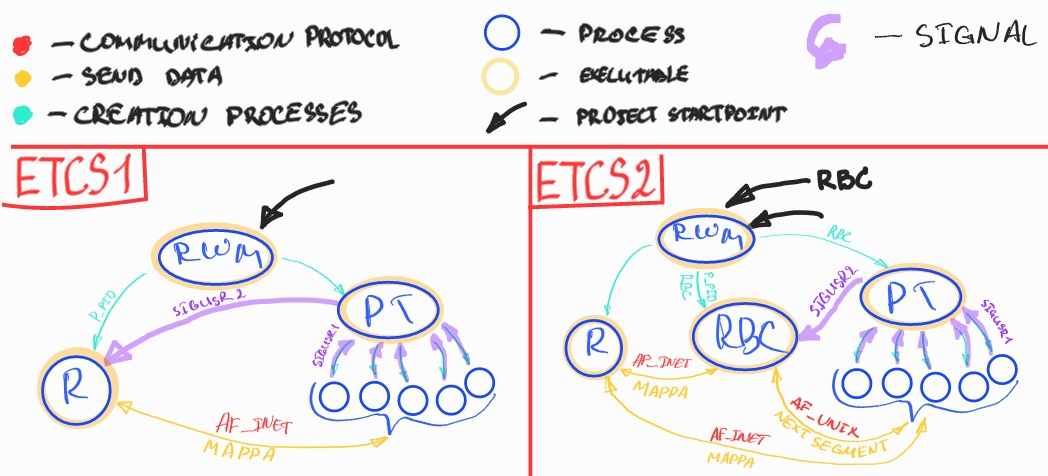 — COMMUNICATION PROTOCOL
— SEND DATA
— CREATION PROCESSES
— PROCESS
— EXELUTABLE
— PROJECT STARTPOINT
— SIGNAL
ETCS1
RWM
P_PID
SIGUSR2
PT
SIGUSR1
R
AF_INET
MAPPA
ETCS2
RBC
RWM
RBC
P_PID
RBC
SIGUSR2
PT
SIGUSR1
R
RBC
AF_INET
MAPPA
AF_UNIX
NEXT SEGMENT
AF_INET
MAPPA